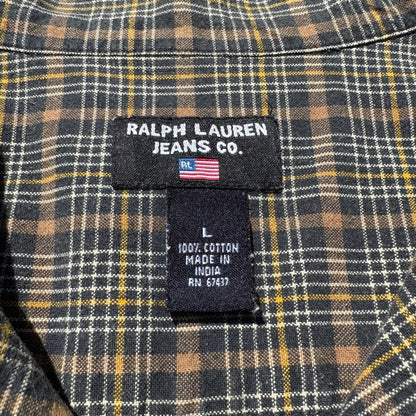 RALPH LAUREN
JEANS CO.
RL
L
100% COTTON
MADE IN
INDIA
RN 67437